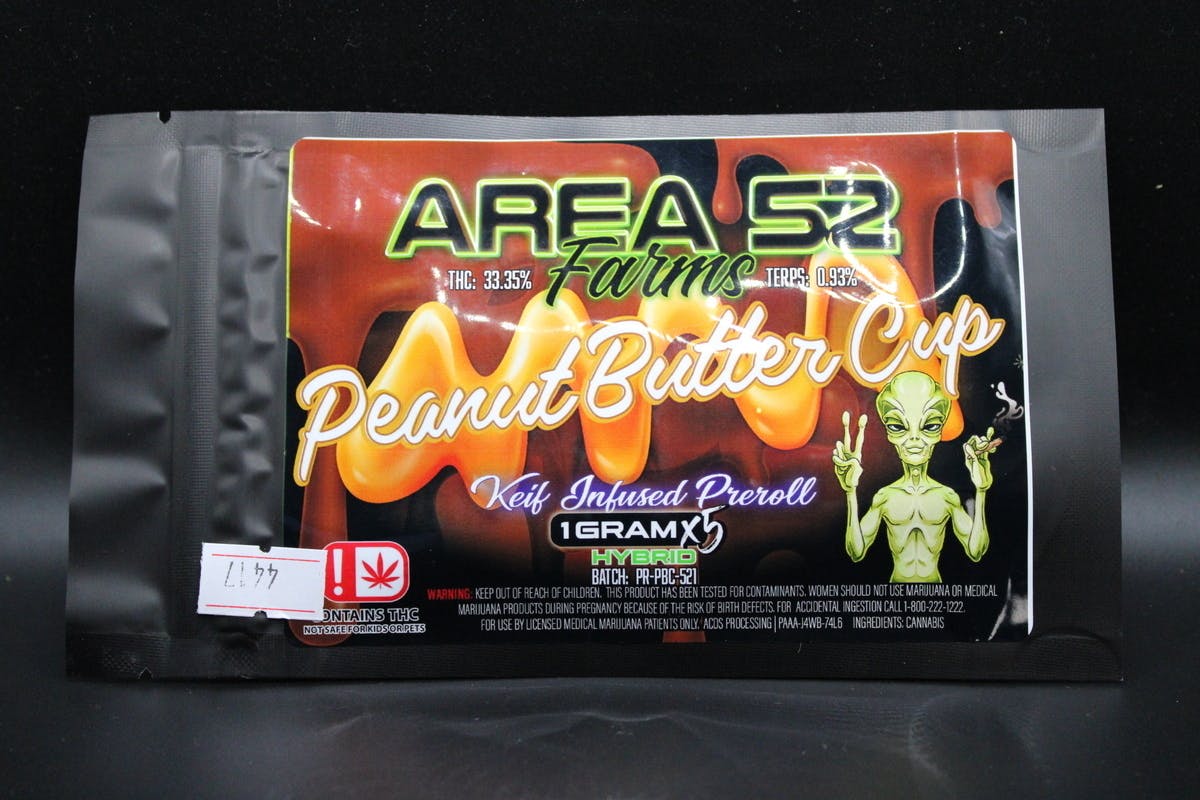 AREA 52
Farms
THC: 33.35%
TERPS: 0.93%
Peanut Butter Cup
Keif Infused Preroll
1 GRAM X5
HYBRID
BATCH: PR-PBC-521
WARNING: KEEP OUT OF REACH OF CHILDREN. THIS PRODUCT HAS BEEN TESTED FOR CONTAMINANTS. WOMEN SHOULD NOT USE MARIJUANA OR MEDICAL
MARIJUANA PRODUCTS DURING PREGNANCY BECAUSE OF THE RISK OF BIRTH DEFECTS. FOR ACCIDENTAL INGESTION CALL 1-800-222-1222.
FOR USE BY LICENSED MEDICAL MARIJUANA PATIENTS ONLY. ACDS PROCESSING | PAAA-J4WB-74L6 INGREDIENTS: CANNABIS
!
ONTAINS THC
NOT SAFE FOR KIDS OR PETS